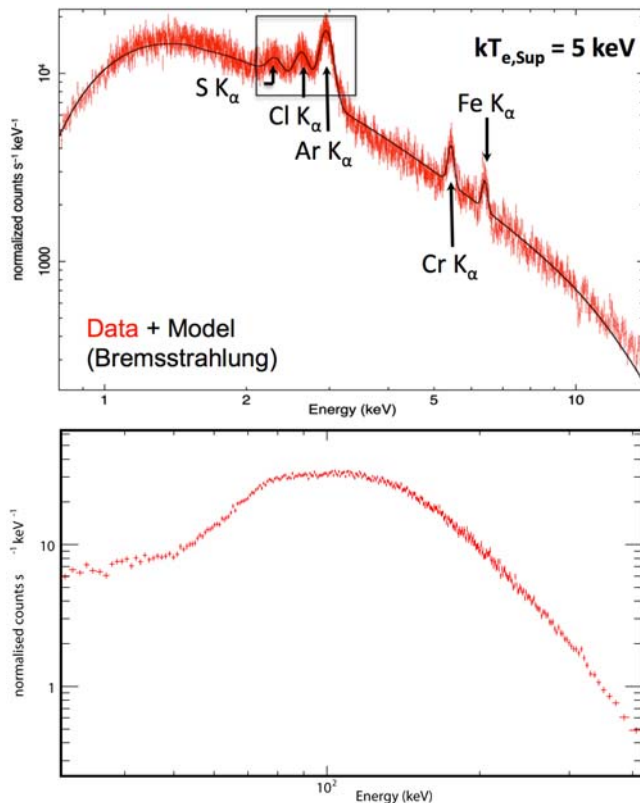 10⁴
kTₑ,Sup = 5 keV
S Kα
Cl Kα
Ar Kα
Fe Kα
Cr Kα
1000
normalized counts s⁻¹ keV⁻¹
Data + Model
(Bremsstrahlung)
1 2 5 10
Energy (keV)
10
1
normalised counts s ⁻¹ keV ⁻¹
10²
Energy (keV)